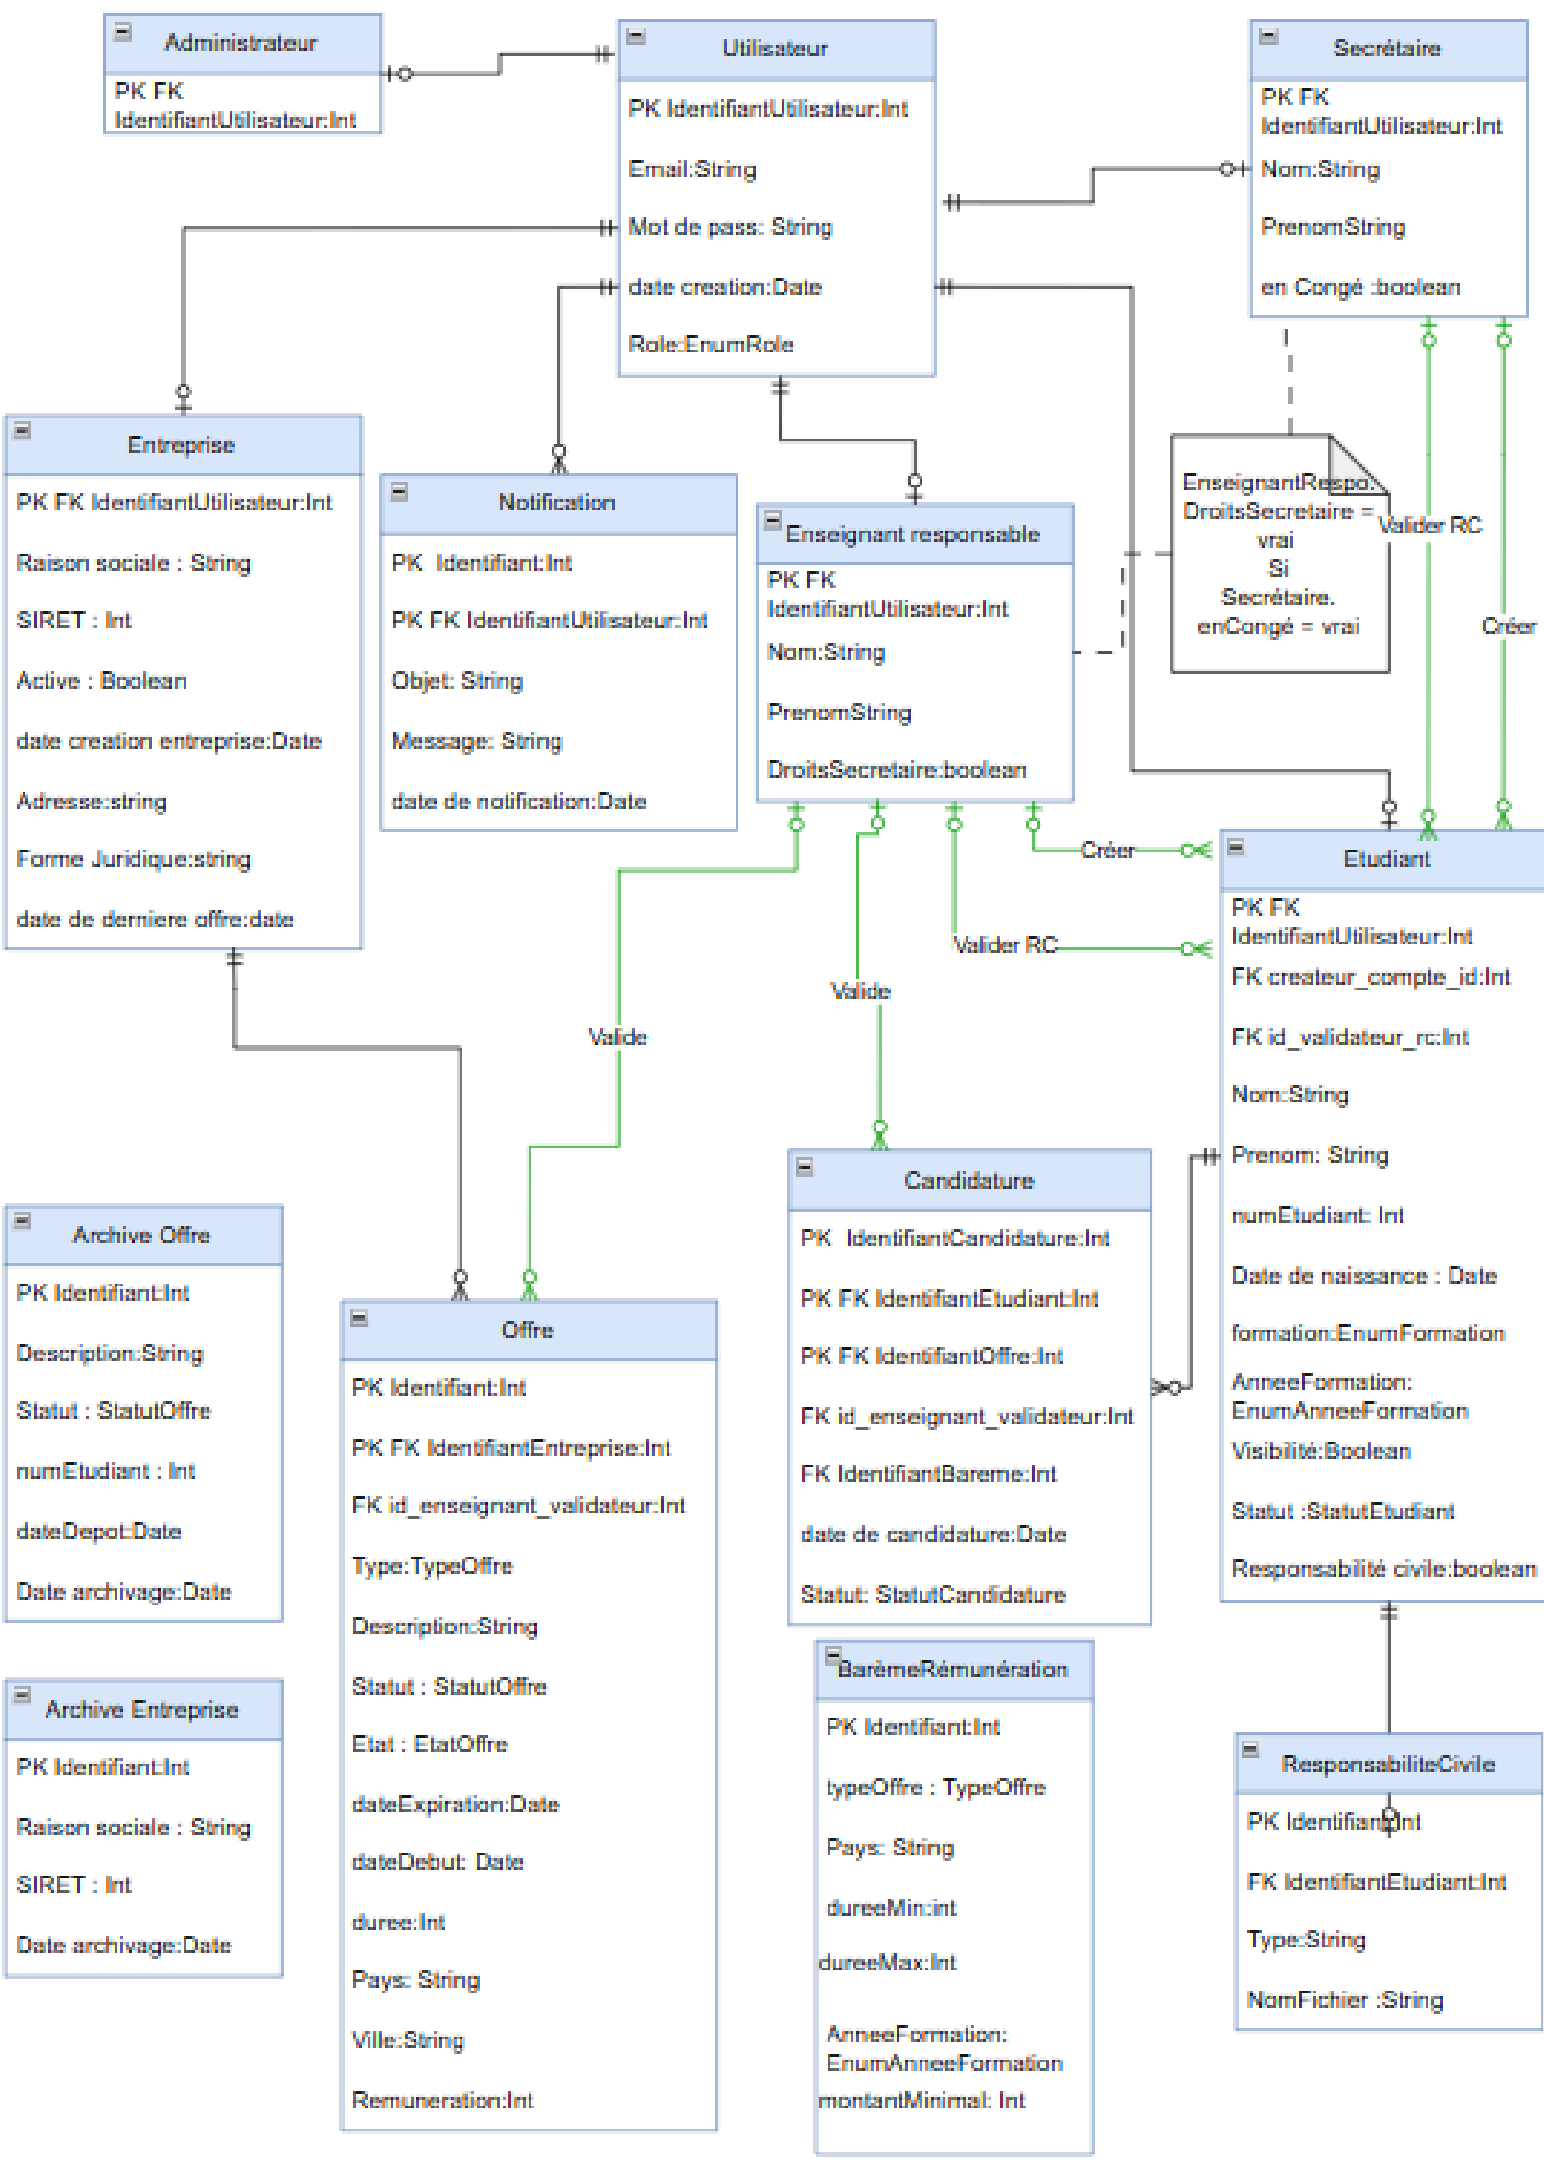 Administrateur
PK FK
IdentifiantUtilisateur:Int
Utilisateur
PK IdentifiantUtilisateur:Int
Email:String
Mot de pass: String
date creation:Date
Role:EnumRole
Secrétaire
PK FK
IdentifiantUtilisateur:Int
Nom:String
PrenomString
en Congé :boolean
Entreprise
PK FK IdentifiantUtilisateur:Int
Raison sociale : String
SIRET : Int
Active : Boolean
date creation entreprise:Date
Adresse:string
Forme Juridique:string
date de derniere offre:date
Notification
PK Identifiant:Int
PK FK IdentifiantUtilisateur:Int
Objet: String
Message: String
date de notification:Date
Enseignant responsable
PK FK
IdentifiantUtilisateur:Int
Nom:String
PrenomString
DroitsSecretaire:boolean
EnseignantRespo.
DroitsSecretaire =
vrai
Si
Secrétaire.
enCongé = vrai
Valider RC
Créer
Créer
Valider RC
Valide
Valide
Etudiant
PK FK
IdentifiantUtilisateur:Int
FK createur_compte_id:Int
FK id_validateur_rc:Int
Nom:String
Prenom: String
numEtudiant: Int
Date de naissance : Date
formation:EnumFormation
AnneeFormation:
EnumAnneeFormation
Visibilité:Boolean
Statut :StatutEtudiant
Responsabilité civile:boolean
Candidature
PK IdentifiantCandidature:Int
PK FK IdentifiantEtudiant:Int
PK FK IdentifiantOffre:Int
FK id_enseignant_validateur:Int
FK IdentifiantBareme:Int
date de candidature:Date
Statut: StatutCandidature
Archive Offre
PK Identifiant:Int
Description:String
Statut : StatutOffre
numEtudiant : Int
dateDepot:Date
Date archivage:Date
Offre
PK Identifiant:Int
PK FK IdentifiantEntreprise:Int
FK id_enseignant_validateur:Int
Type:TypeOffre
Description:String
Statut : StatutOffre
Etat : EtatOffre
dateExpiration:Date
dateDebut: Date
duree:Int
Pays: String
Ville:String
Remuneration:Int
Archive Entreprise
PK Identifiant:Int
Raison sociale : String
SIRET : Int
Date archivage:Date
BarèmeRémunération
PK Identifiant:Int
typeOffre : TypeOffre
Pays: String
dureeMin:int
dureeMax:Int
AnneeFormation:
EnumAnneeFormation
montantMinimal: Int
ResponsabiliteCivile
PK Identifiant:Int
FK IdentifiantEtudiant:Int
Type:String
NomFichier :String